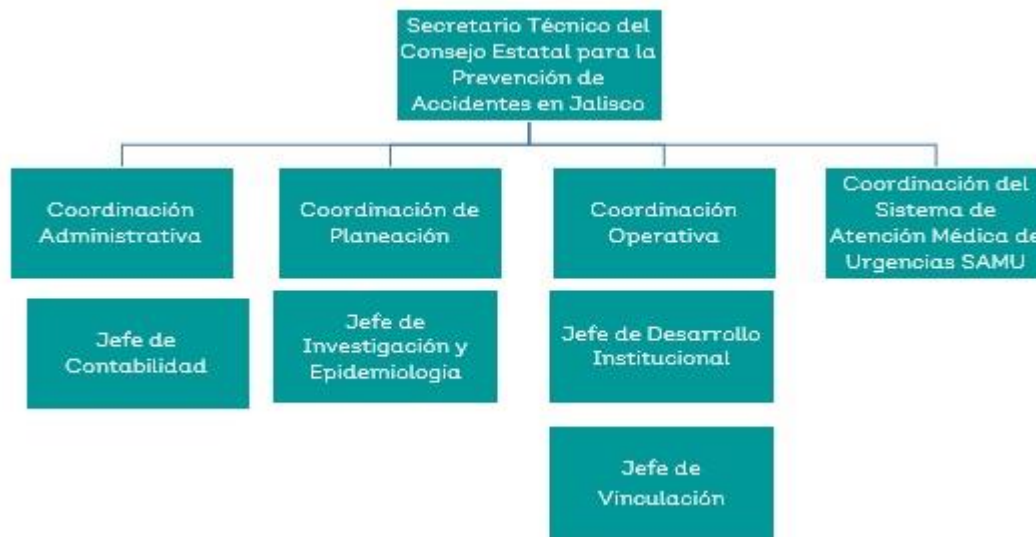 Secretario Técnico del
Consejo Estatal para la
Prevención de
Accidentes en Jalisco
Coordinación
Administrativa
Coordinación de
Planeación
Coordinación
Operativa
Coordinación del
Sistema de
Atención Médica de
Urgencias SAMU
Jefe de
Contabilidad
Jefe de
Investigación y
Epidemiología
Jefe de Desarrollo
Institucional
Jefe de
Vinculación